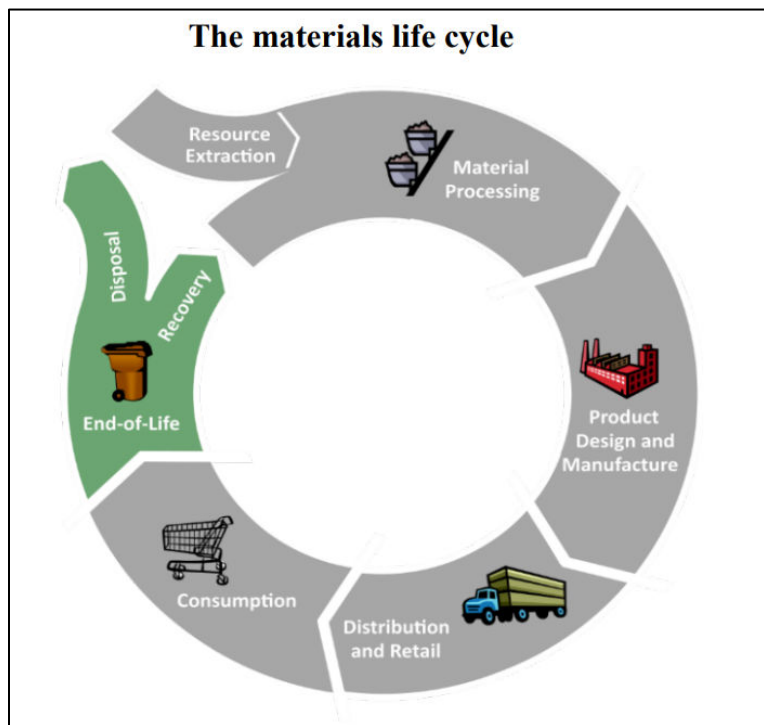 The materials life cycle
Resource
Extraction
Material
Processing
Product
Design and
Manufacture
Distribution
and Retail
Consumption
End-of-Life
Recovery
Disposal